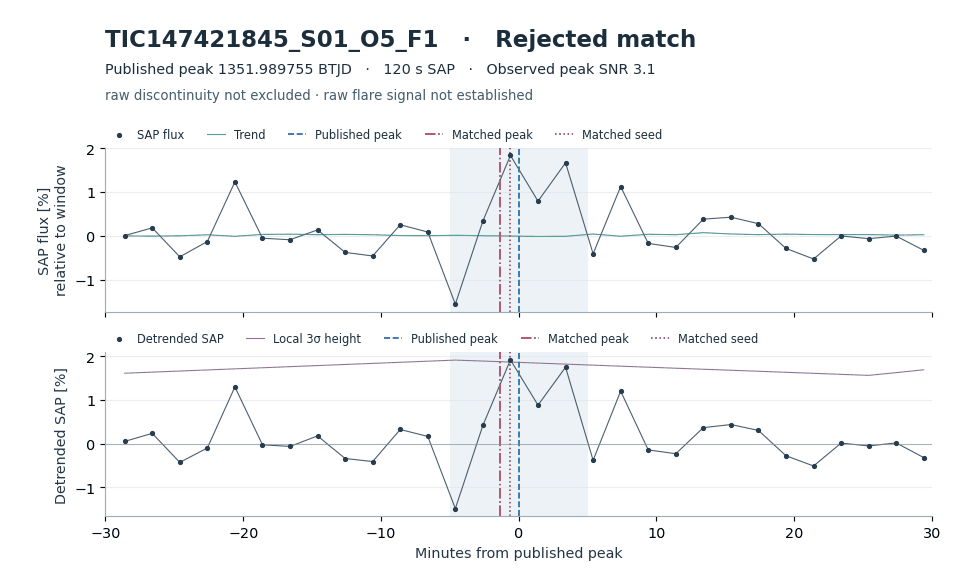 TIC147421845_S01_O5_F1 · Rejected match
Published peak 1351.989755 BTJD · 120 s SAP · Observed peak SNR 3.1
raw discontinuity not excluded · raw flare signal not established
SAP flux Trend Published peak Matched peak Matched seed
SAP flux [%]
relative to window
2
1
0
−1
Detrended SAP Local 3σ height Published peak Matched peak Matched seed
Detrended SAP [%]
2
1
0
−1
−30 −20 −10 0 10 20 30
Minutes from published peak